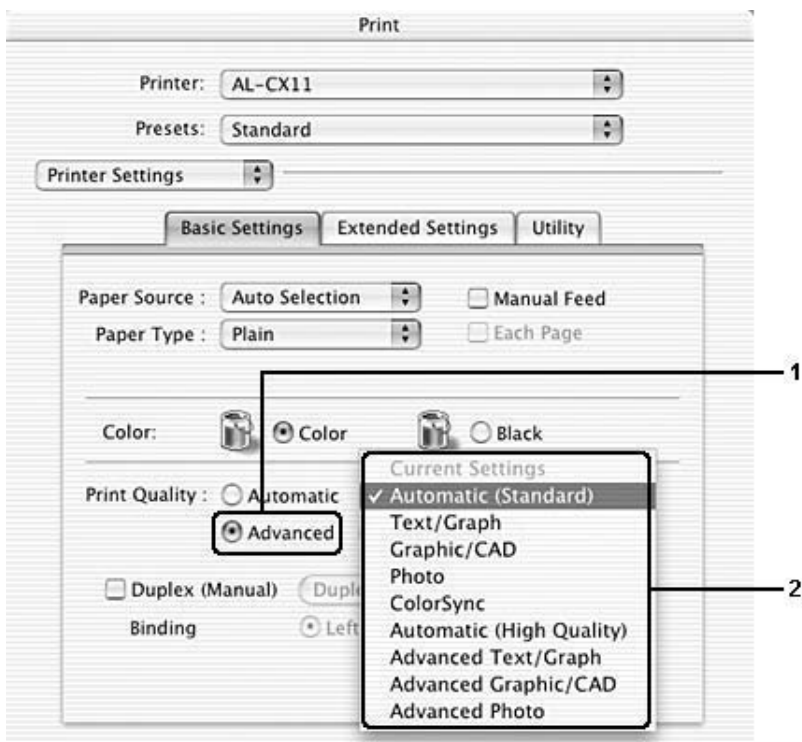 Print
Printer: AL-CX11
Presets: Standard
Printer Settings
Basic Settings Extended Settings Utility
Paper Source : Auto Selection Manual Feed
Paper Type : Plain Each Page
1
Color: Color Black
Current Settings
Print Quality : Automatic ✓ Automatic (Standard)
Advanced Text/Graph
Graphic/CAD
Photo
Duplex (Manual) 2
ColorSync
Binding Left Automatic (High Quality)
Advanced Text/Graph
Advanced Graphic/CAD
Advanced Photo